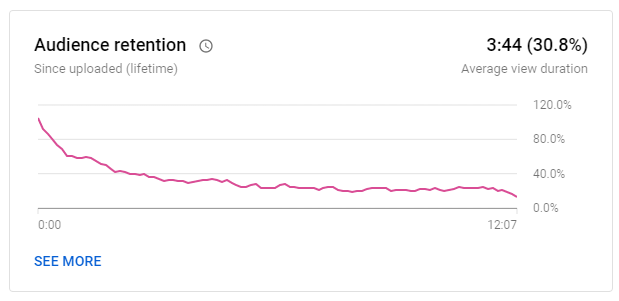 Audience retention
3:44 (30.8%)
Since uploaded (lifetime)
Average view duration
120.0%
80.0%
40.0%
0.0%
0:00
12:07
SEE MORE